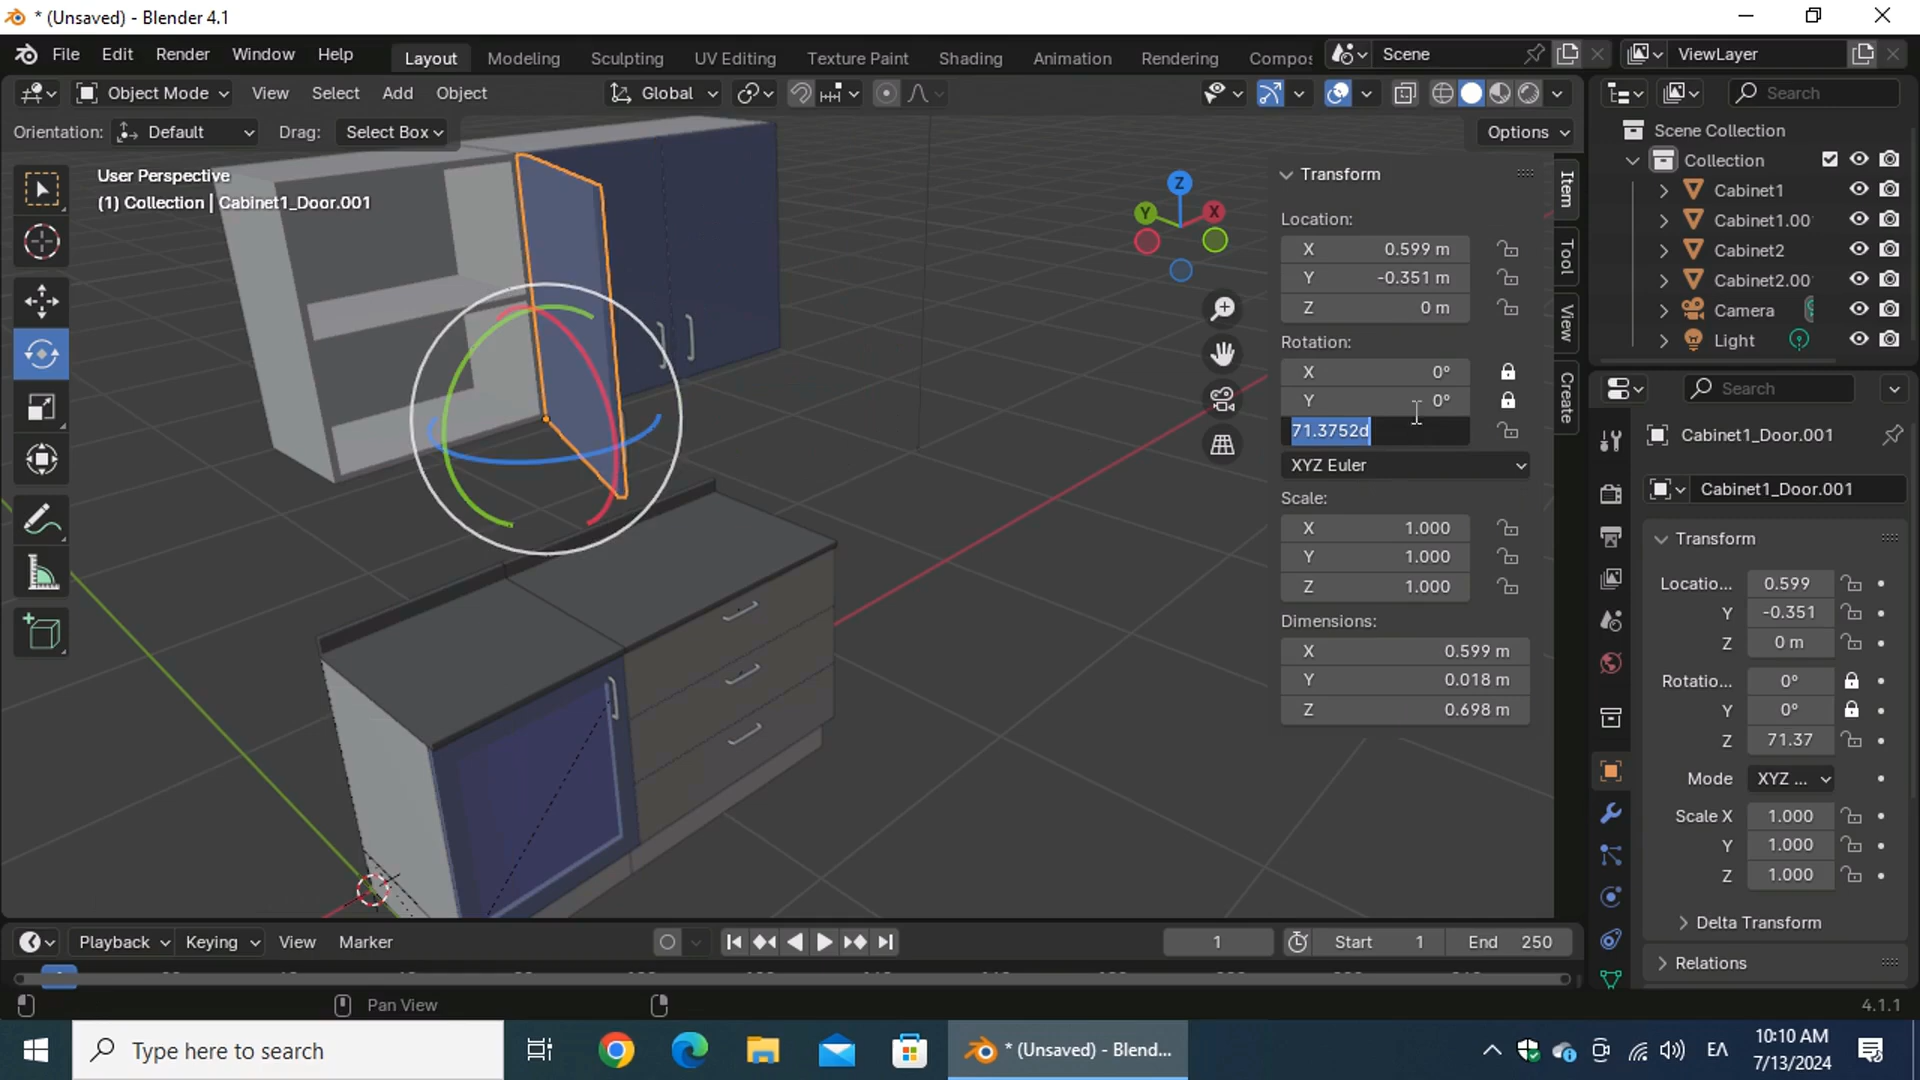 * (Unsaved) - Blender 4.1
File Edit Render Window Help
Layout Modeling Sculpting UV Editing Texture Paint Shading Animation Rendering Compos
Scene
ViewLayer
Object Mode View Select Add Object
Global
Search
Orientation: Default Drag: Select Box
Options
User Perspective
(1) Collection | Cabinet1_Door.001
Z
Y
X
Transform
Location:
X 0.599 m
Y -0.351 m
Z 0 m
Rotation:
X 0°
Y 0°
71.3752d
XYZ Euler
Scale:
X 1.000
Y 1.000
Z 1.000
Dimensions:
X 0.599 m
Y 0.018 m
Z 0.698 m
Item
Tool
View
Create
Scene Collection
Collection
Cabinet1
Cabinet1.00
Cabinet2
Cabinet2.00
Camera
Light
Search
Cabinet1_Door.001
Cabinet1_Door.001
Transform
Locatio... 0.599
Y -0.351
Z 0 m
Rotatio... 0°
Y 0°
Z 71.37
Mode XYZ ...
Scale X 1.000
Y 1.000
Z 1.000
Delta Transform
Relations
Playback Keying View Marker
1
Start 1
End 250
Pan View
4.1.1
Type here to search
* (Unsaved) - Blend...
ΕΛ
10:10 AM
7/13/2024